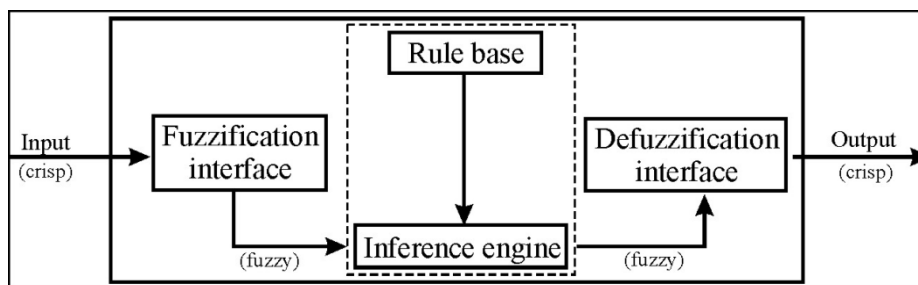 Rule base
Input
(crisp)
Fuzzification
interface
Defuzzification
interface
Output
(crisp)
(fuzzy)
Inference engine
(fuzzy)